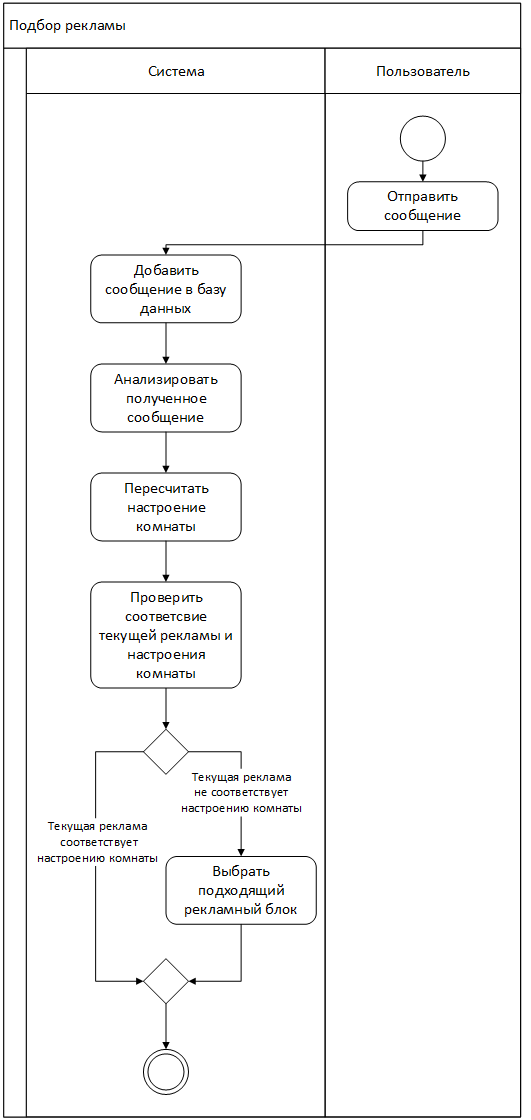 Подбор рекламы
Система
Пользователь
Отправить
сообщение
Добавить
сообщение в базу
данных
Анализировать
полученное
сообщение
Пересчитать
настроение
комнаты
Проверить
соответсвие
текущей рекламы и
настроения
комнаты
Текущая реклама
не соответствует
настроению комнаты
Текущая реклама
соответствует
настроению комнаты
Выбрать
подходящий
рекламный блок